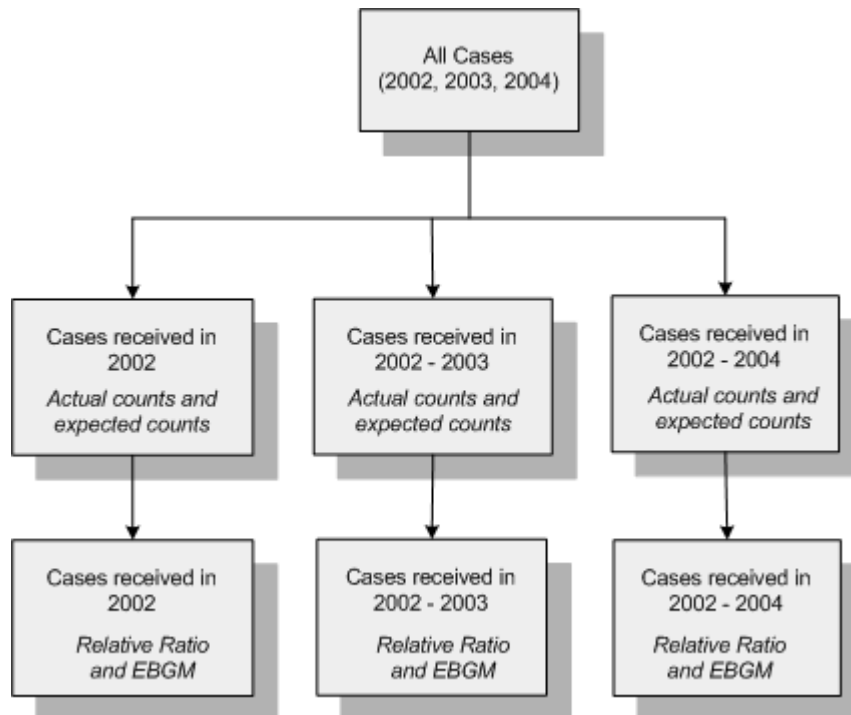 All Cases
(2002, 2003, 2004)
Cases received in
2002
Actual counts and
expected counts
Cases received in
2002 - 2003
Actual counts and
expected counts
Cases received in
2002 - 2004
Actual counts and
expected counts
Cases received in
2002
Relative Ratio
and EBGM
Cases received in
2002 - 2003
Relative Ratio
and EBGM
Cases received in
2002 - 2004
Relative Ratio
and EBGM